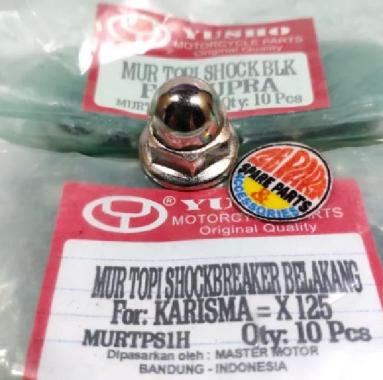 YUSHO
MOTORCYCLE PARTS
Original Quality
MUR TOPI SHOCK BLK
SUPRA
Qty: 10 Pcs
SPARE PARTS
&
ACCESSORIES
®
YUSHO
MOTORCYCLE PARTS
Original Quality
MUR TOPI SHOCKBREAKER BELAKANG
For: KARISMA = X 125
MURTPS1H Qty: 10 Pcs
Dipasarkan oleh : MASTER MOTOR
BANDUNG - INDONESIA